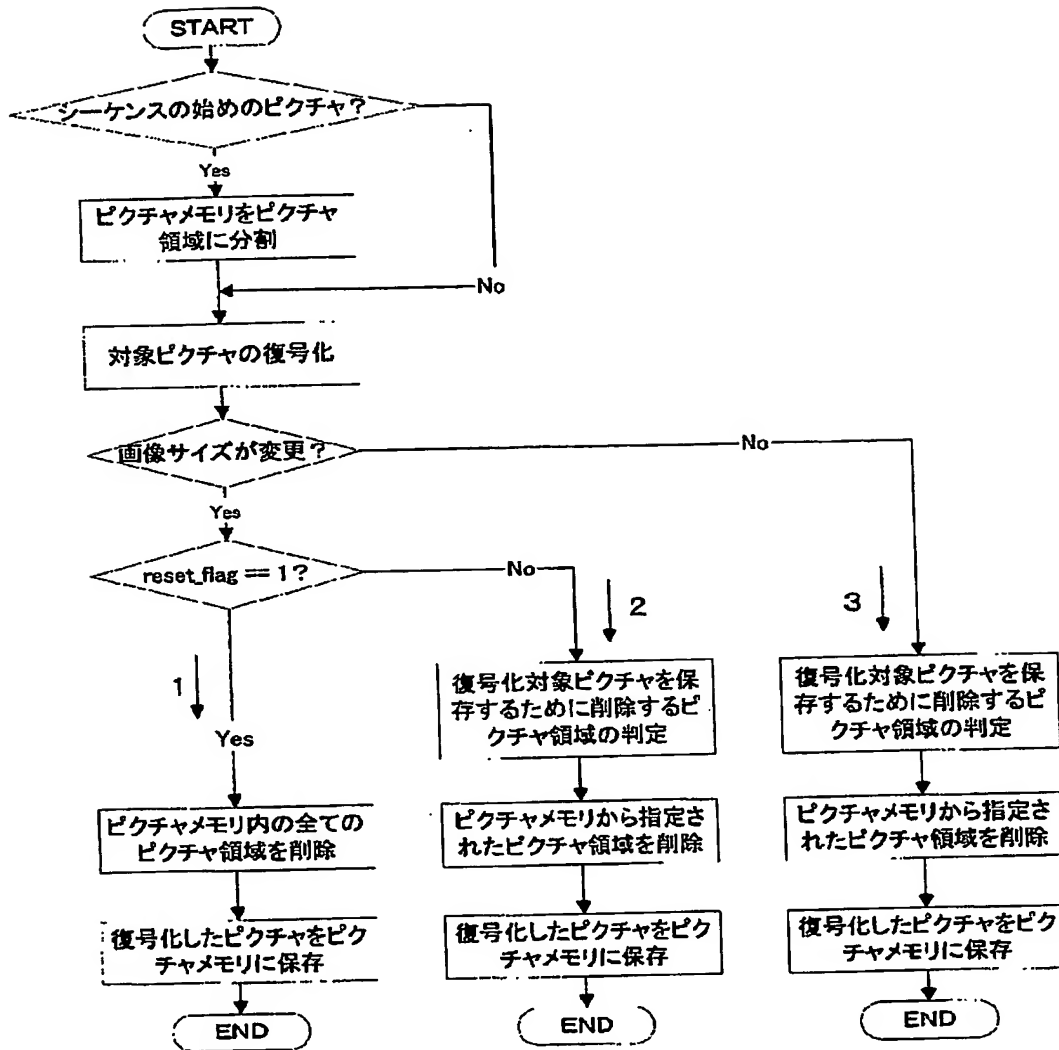 START
シーケンスの始めのピクチャ?
Yes
ピクチャメモリをピクチャ
領域に分割
No
対象ピクチャの復号化
画像サイズが変更?
No
Yes
reset_flag == 1?
No
1
Yes
ピクチャメモリ内の全ての
ピクチャ領域を削除
復号化したピクチャをピク
チャメモリに保存
END
2
復号化対象ピクチャを保
存するために削除するピ
クチャ領域の判定
ピクチャメモリから指定さ
れたピクチャ領域を削除
復号化したピクチャをピク
チャメモリに保存
END
3
復号化対象ピクチャを保
存するために削除するピ
クチャ領域の判定
ピクチャメモリから指定さ
れたピクチャ領域を削除
復号化したピクチャをピク
チャメモリに保存
END